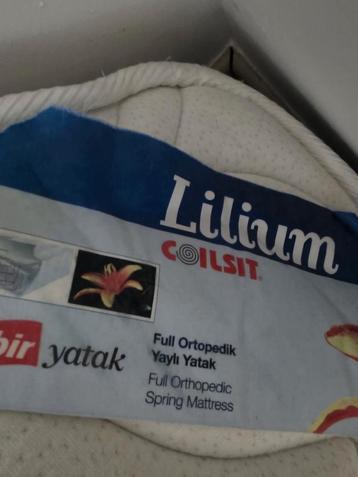 Lilium
COILSIT
bir yatak
Full Ortopedik
Yaylı Yatak
Full Orthopedic
Spring Mattress